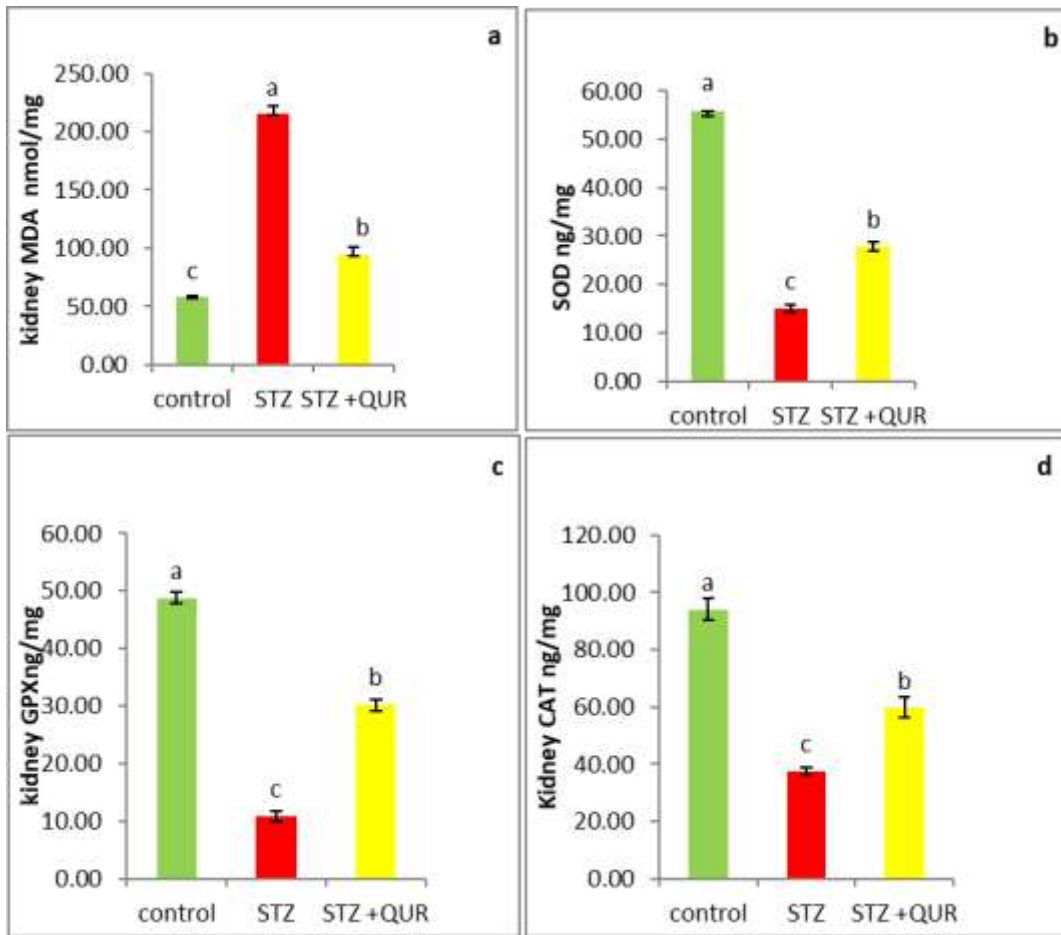 a
kidney MDA nmol/mg
250.00
200.00
150.00
100.00
50.00
0.00
c
a
b
control STZ STZ +QUR
b
SOD ng/mg
60.00
50.00
40.00
30.00
20.00
10.00
0.00
a
c
b
control STZ STZ +QUR
c
kidney GPXng/mg
60.00
50.00
40.00
30.00
20.00
10.00
0.00
a
c
b
control STZ STZ +QUR
d
Kidney CAT ng/mg
120.00
100.00
80.00
60.00
40.00
20.00
0.00
a
c
b
control STZ STZ +QUR